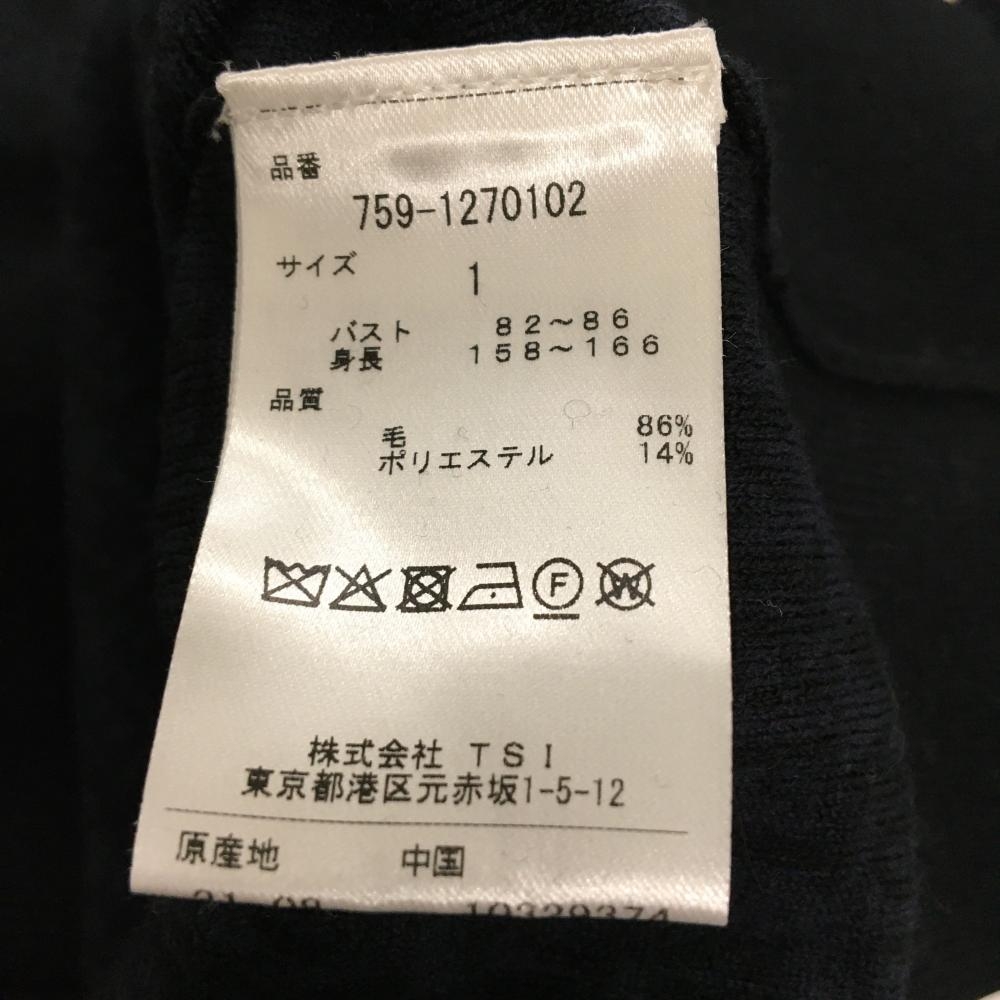 品番
759-1270102
サイズ 1
バスト 82～86
身長 158～166
品質
毛 86%
ポリエステル 14%
F W
株式会社 TSI
東京都港区元赤坂1-5-12
原産地 中国